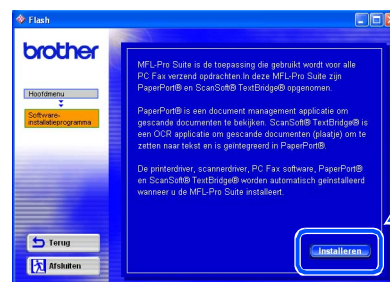 Flash
brother
Hoofdmenu
Software-
installatieprogramma
MFL-Pro Suite is de toepassing die gebruikt wordt voor alle
PC Fax verzend opdrachten.In deze MFL-Pro Suite zijn
PaperPort® en ScanSoft® TextBridge® opgenomen.
PaperPort® is een document management applicatie om
gescande documenten te bekijken. ScanSoft® TextBridge® is
een OCR applicatie om gescande documenten (plaatje) om te
zetten naar tekst en is geïntegreerd in PaperPort®.
De printerdriver, scannerdriver, PC Fax software, PaperPort®
en ScanSoft® TextBridge® worden automatisch geïnstalleerd
wanneer u de MFL-Pro Suite installeert.
Terug
Afsluiten
Installeren